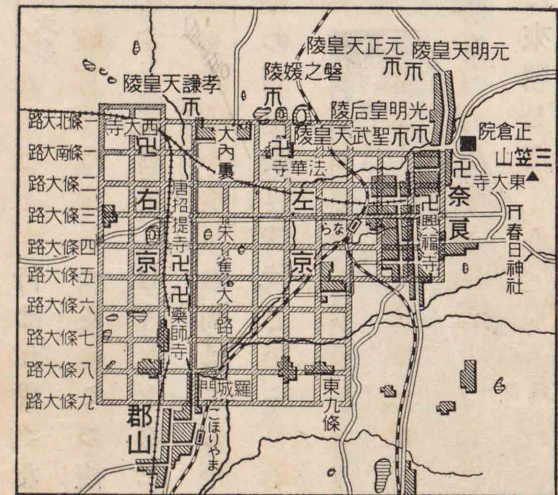 元明天皇陵
元正天皇陵
磐之媛陵
孝謙天皇陵
光明皇后陵
聖武天皇陵
正倉院
三笠山
東大寺
奈良
春日神社
興福寺
大内裏
法華寺
西大寺
一條北大路
一條南大路
二條大路
三條大路
四條大路
五條大路
六條大路
七條大路
八條大路
九條大路
右京
左京
唐招提寺
朱雀大路
なら
藥師寺
羅城門
東九條
郡山
こほりやま